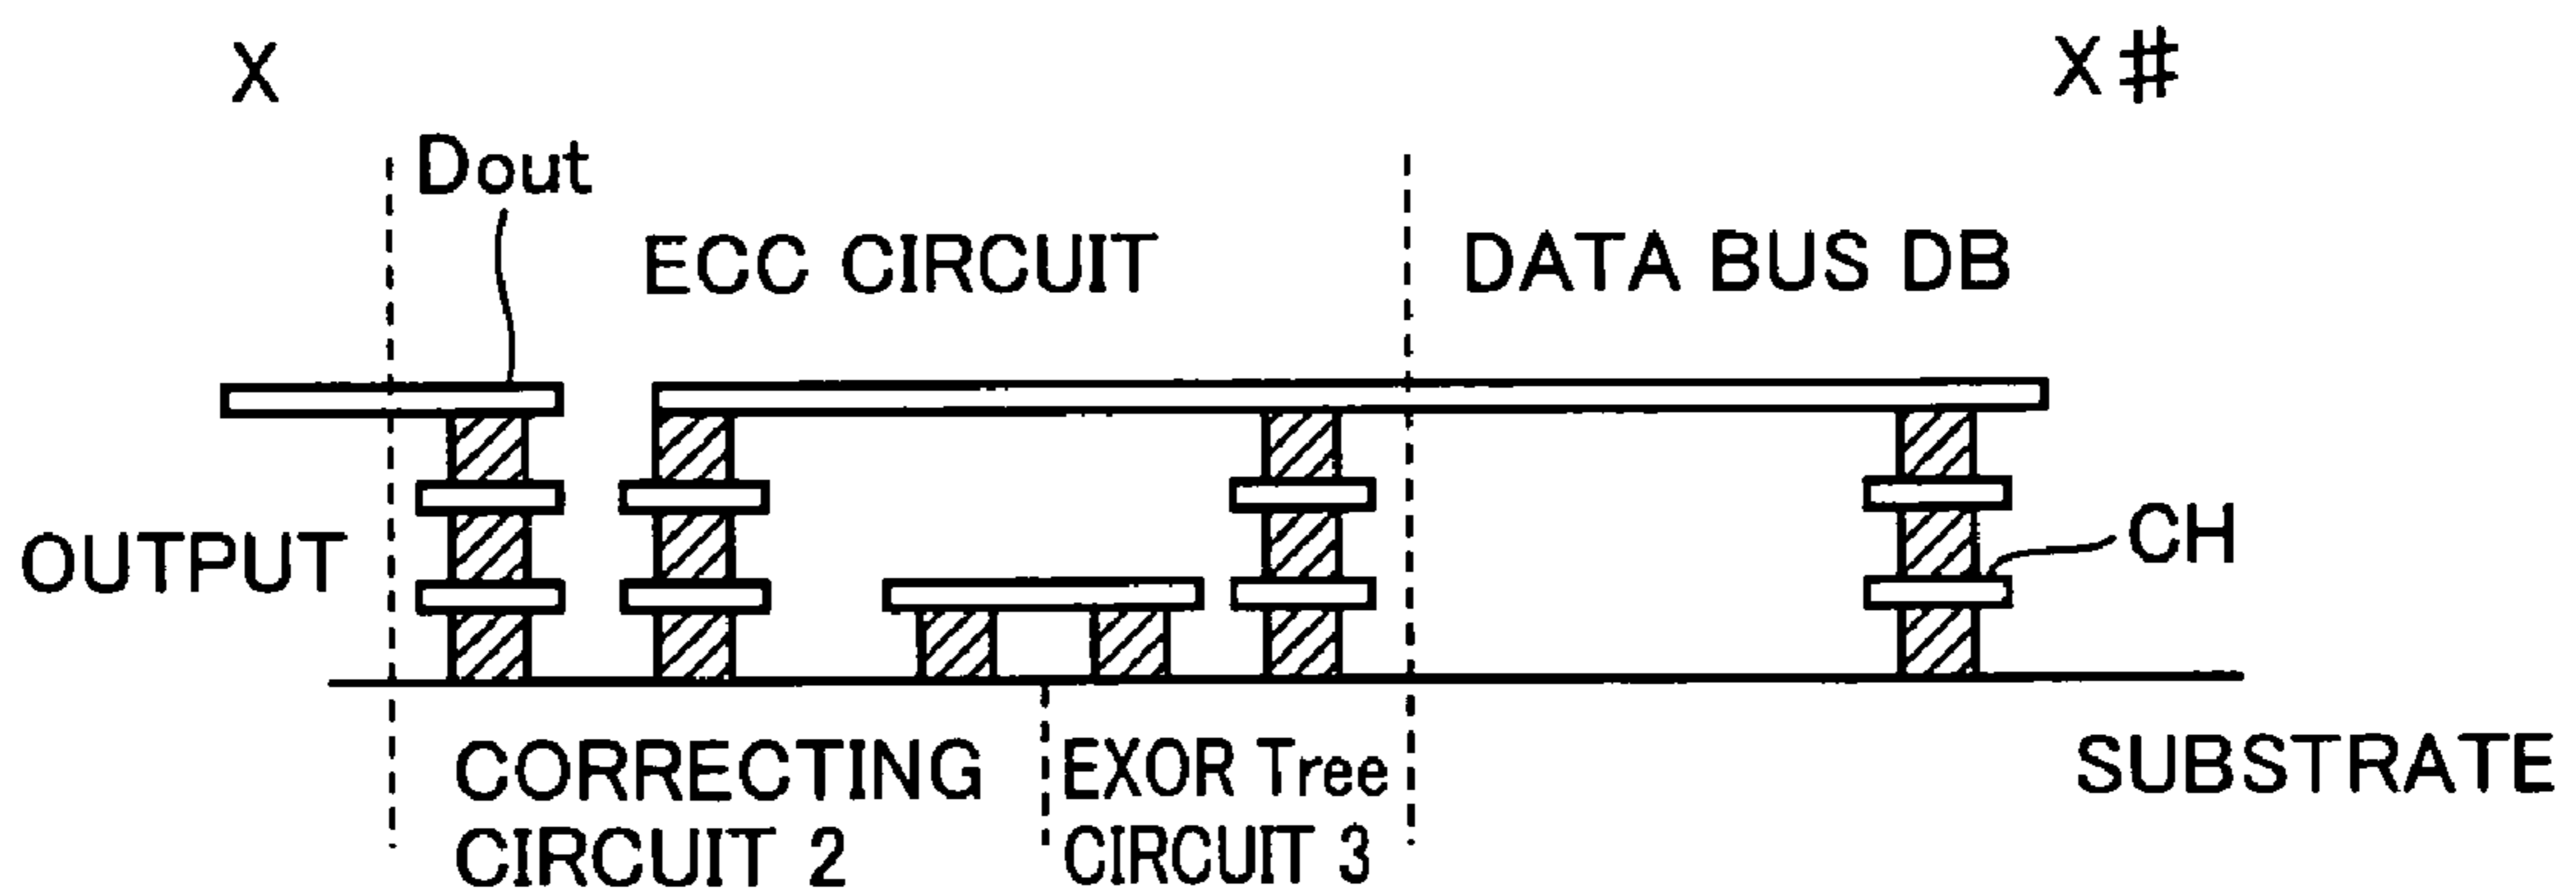 X
X#
Dout
ECC CIRCUIT
DATA BUS DB
OUTPUT
CH
CORRECTING
CIRCUIT 2
EXOR Tree
CIRCUIT 3
SUBSTRATE